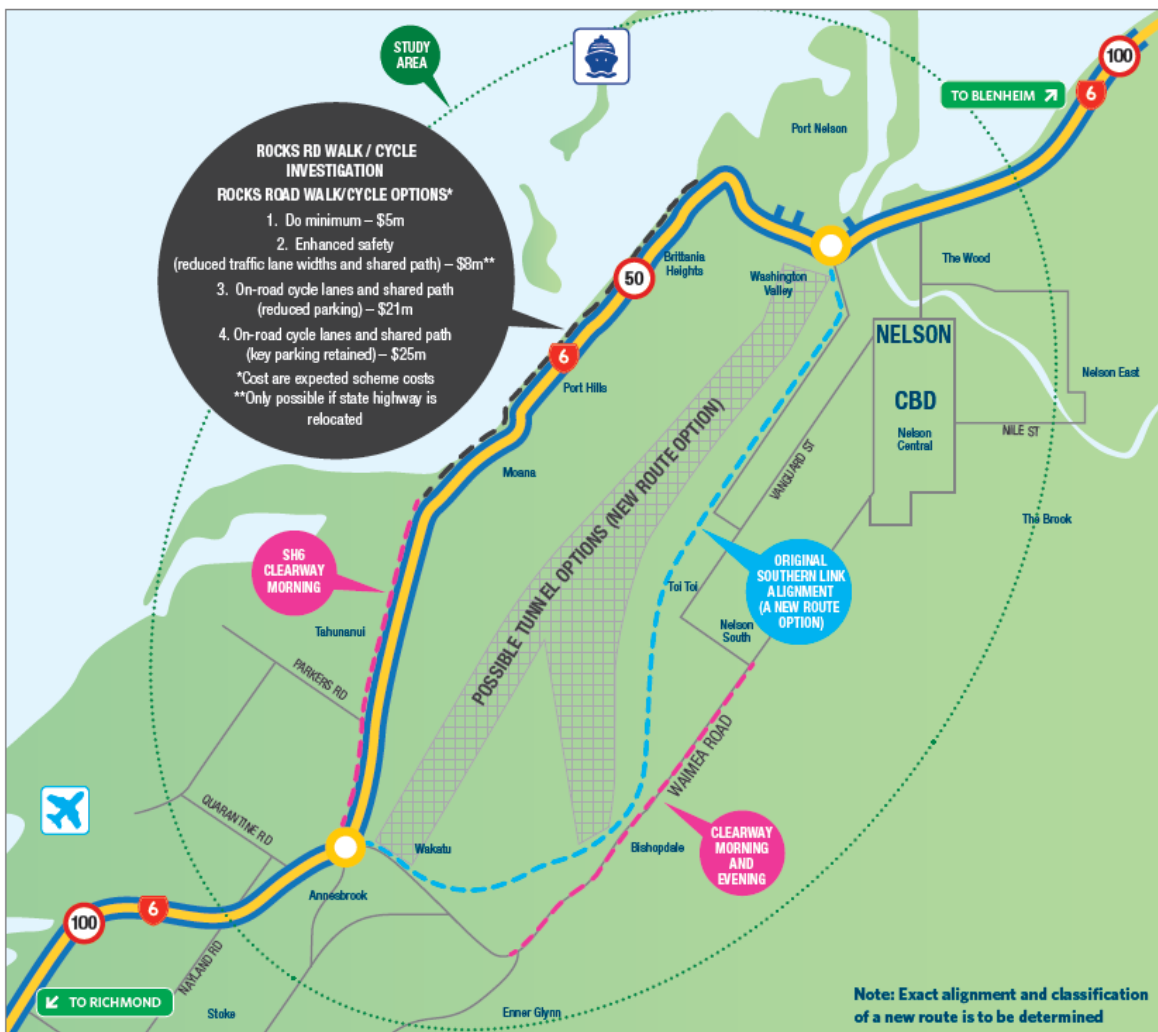 STUDY
AREA
100
TO BLENHEIM
6
Port Nelson
ROCKS RD WALK / CYCLE
INVESTIGATION
ROCKS ROAD WALK/CYCLE OPTIONS*
1. Do minimum – $5m
2. Enhanced safety
(reduced traffic lane widths and shared path) – $8m**
3. On-road cycle lanes and shared path
(reduced parking) – $21m
4. On-road cycle lanes and shared path
(key parking retained) – $25m
*Cost are expected scheme costs
**Only possible if state highway is
relocated
Brittania
Heights
50
Washington
Valley
The Wood
6
Port Hills
NELSON
CBD
Nelson
Central
Nelson East
NILE ST
VANGUARD ST
Moana
POSSIBLE TUNNEL OPTIONS (NEW ROUTE OPTION)
The Brook
SH6
CLEARWAY
MORNING
ORIGINAL
SOUTHERN LINK
ALIGNMENT
(A NEW ROUTE
OPTION)
Toi Toi
Nelson
South
Tahunanui
PARKERS RD
WAIMEA ROAD
QUARANTINE RD
Wakatu
Bishopdale
CLEARWAY
MORNING
AND
EVENING
Annesbrook
6
100
NAYLAND RD
TO RICHMOND
Stoke
Enner Glynn
Note: Exact alignment and classification
of a new route is to be determined